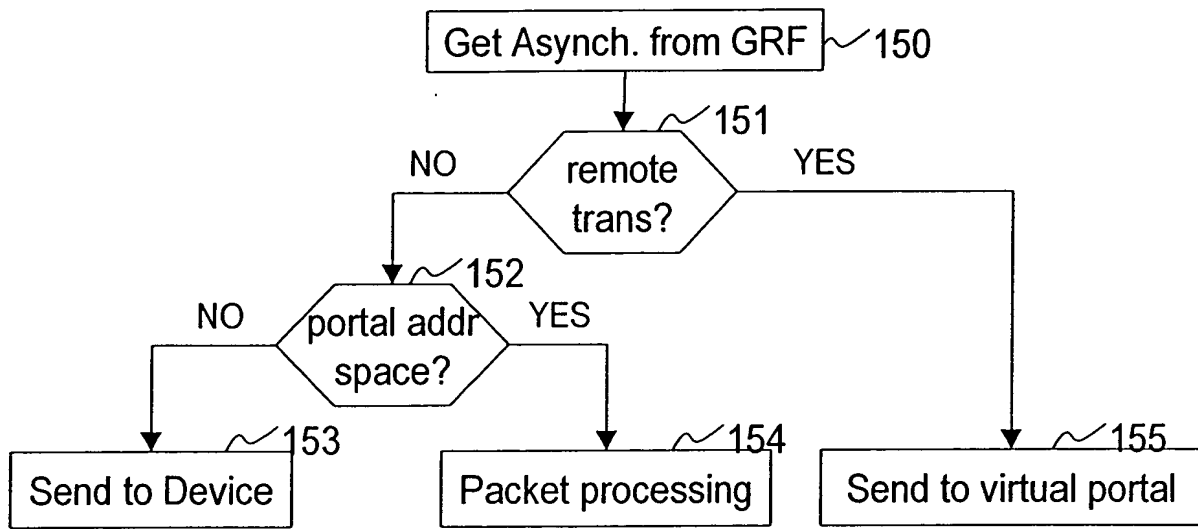 Get Asynch. from GRF
150
151
NO
remote
trans?
YES
152
NO
portal addr
space?
YES
153
154
155
Send to Device
Packet processing
Send to virtual portal